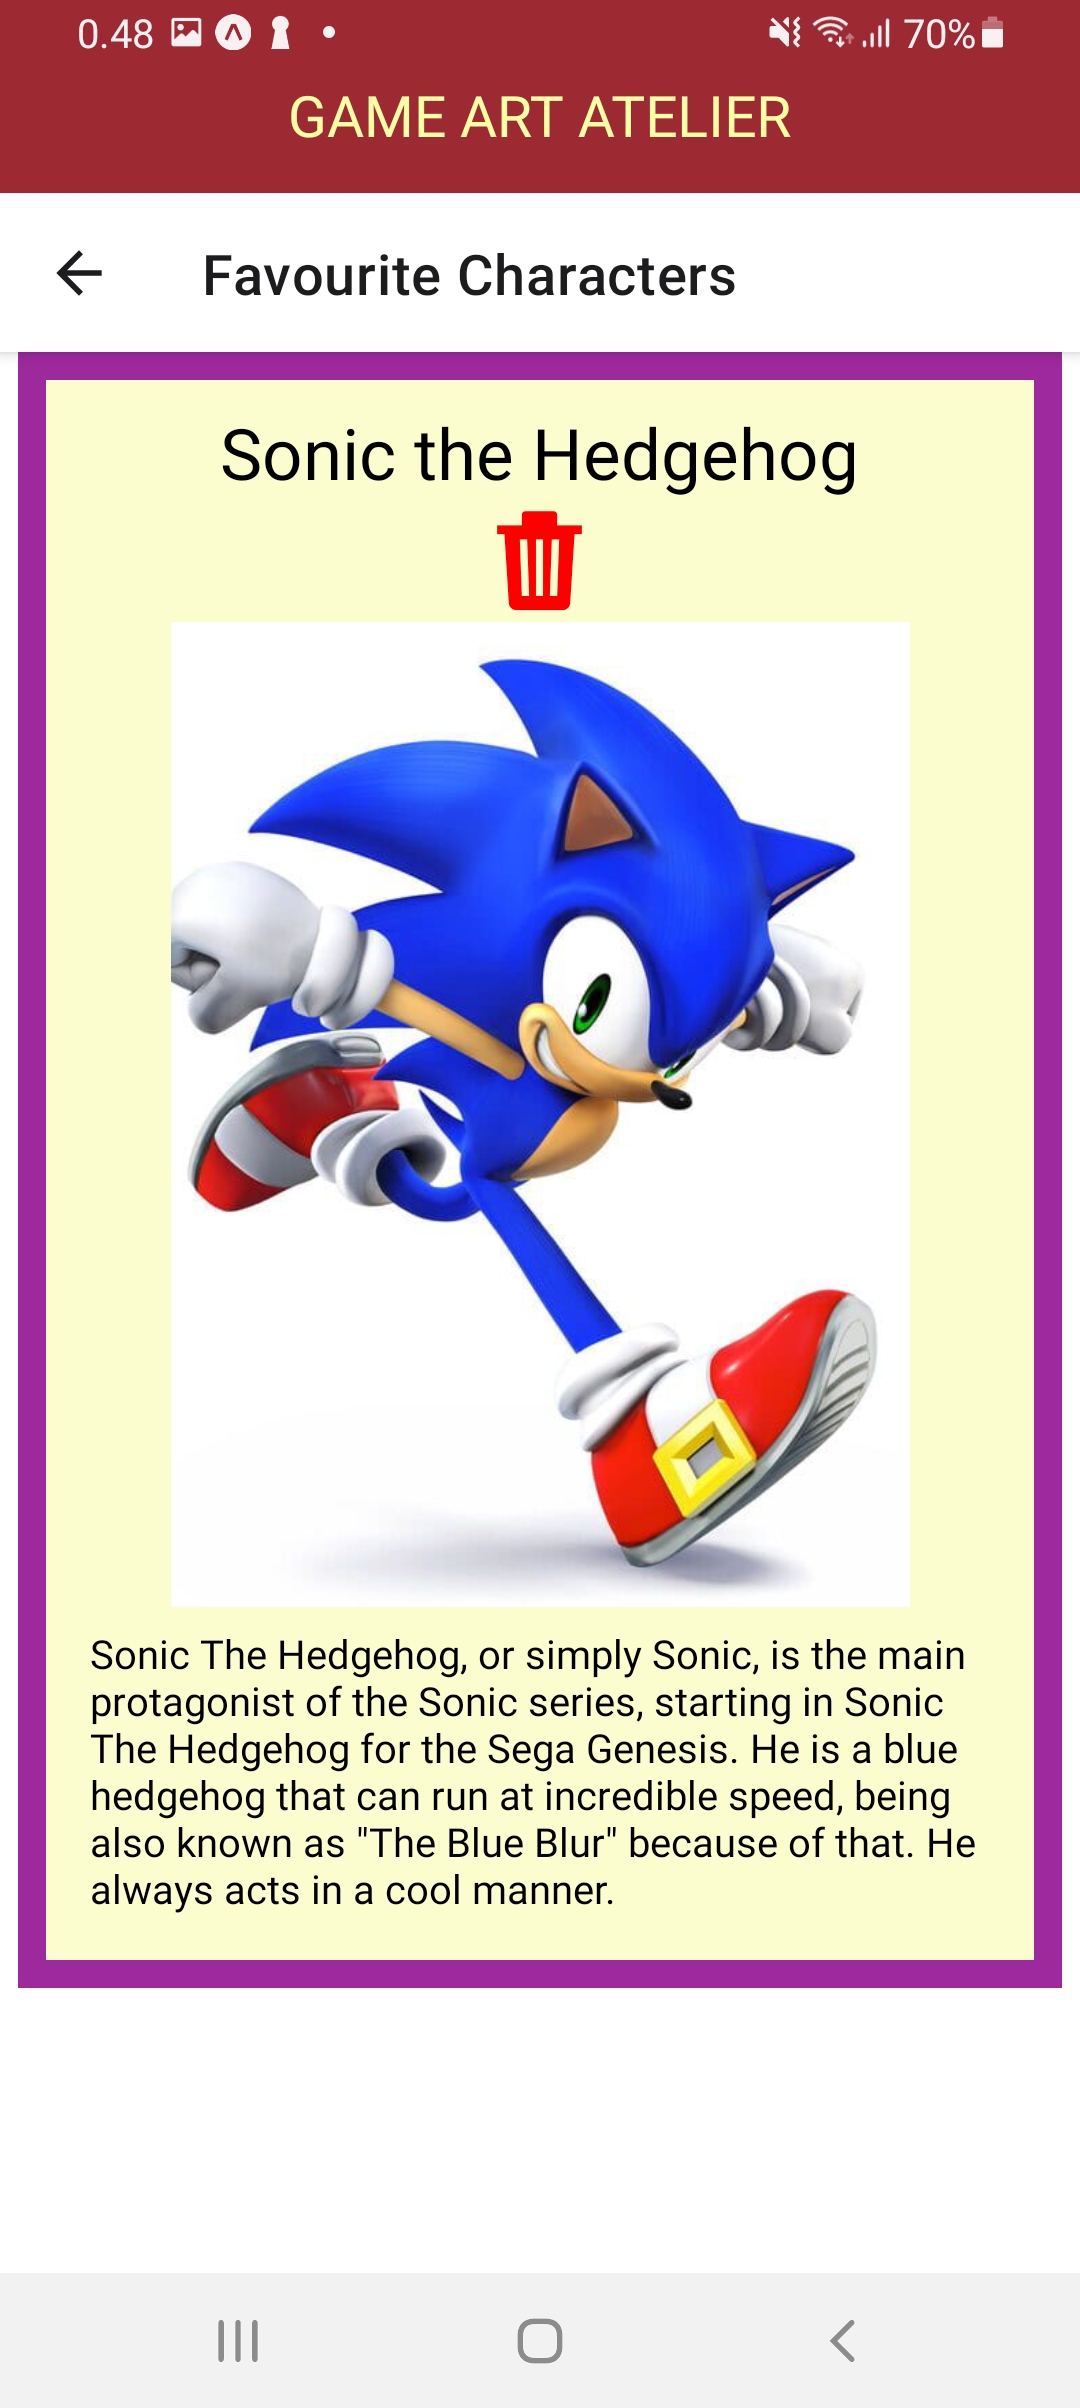 0.48 70%
GAME ART ATELIER
Favourite Characters
Sonic the Hedgehog
Sonic The Hedgehog, or simply Sonic, is the main
protagonist of the Sonic series, starting in Sonic
The Hedgehog for the Sega Genesis. He is a blue
hedgehog that can run at incredible speed, being
also known as "The Blue Blur" because of that. He
always acts in a cool manner.